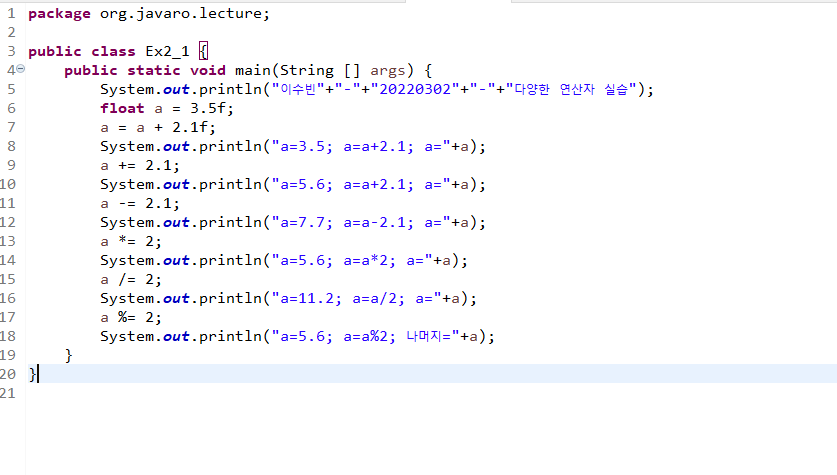 1 package org.javaro.lecture;
2
3 public class Ex2_1 {
4 public static void main(String [] args) {
5 System.out.println("이수빈"+"-"+"20220302"+"-"+"다양한 연산자 실습");
6 float a = 3.5f;
7 a = a + 2.1f;
8 System.out.println("a=3.5; a=a+2.1; a="+a);
9 a += 2.1;
10 System.out.println("a=5.6; a=a+2.1; a="+a);
11 a -= 2.1;
12 System.out.println("a=7.7; a=a-2.1; a="+a);
13 a *= 2;
14 System.out.println("a=5.6; a=a*2; a="+a);
15 a /= 2;
16 System.out.println("a=11.2; a=a/2; a="+a);
17 a %= 2;
18 System.out.println("a=5.6; a=a%2; 나머지="+a);
19 }
20 }
21